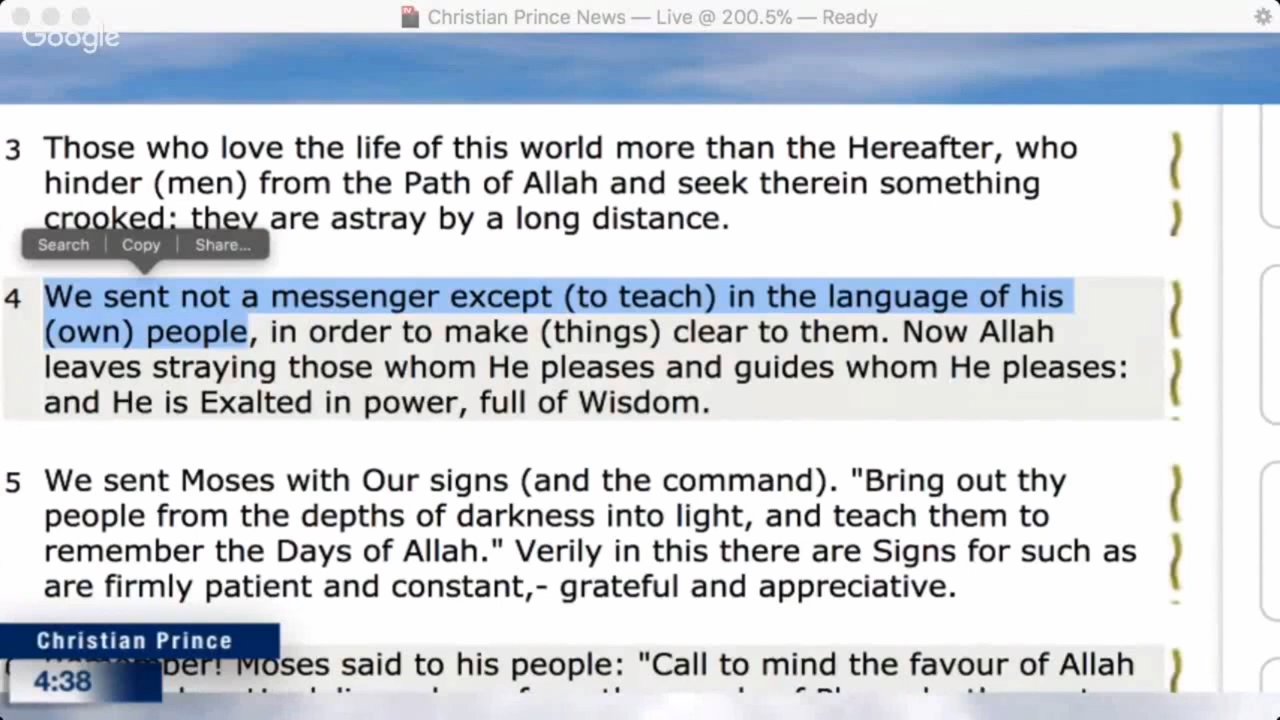 Christian Prince News — Live @ 200.5% — Ready
Google
3 Those who love the life of this world more than the Hereafter, who
hinder (men) from the Path of Allah and seek therein something
crooked: they are astray by a long distance.
Search | Copy | Share...
4 We sent not a messenger except (to teach) in the language of his
(own) people, in order to make (things) clear to them. Now Allah
leaves straying those whom He pleases and guides whom He pleases:
and He is Exalted in power, full of Wisdom.
5 We sent Moses with Our signs (and the command). "Bring out thy
people from the depths of darkness into light, and teach them to
remember the Days of Allah." Verily in this there are Signs for such as
are firmly patient and constant,- grateful and appreciative.
Christian Prince
Moses said to his people: "Call to mind the favour of Allah
4:38